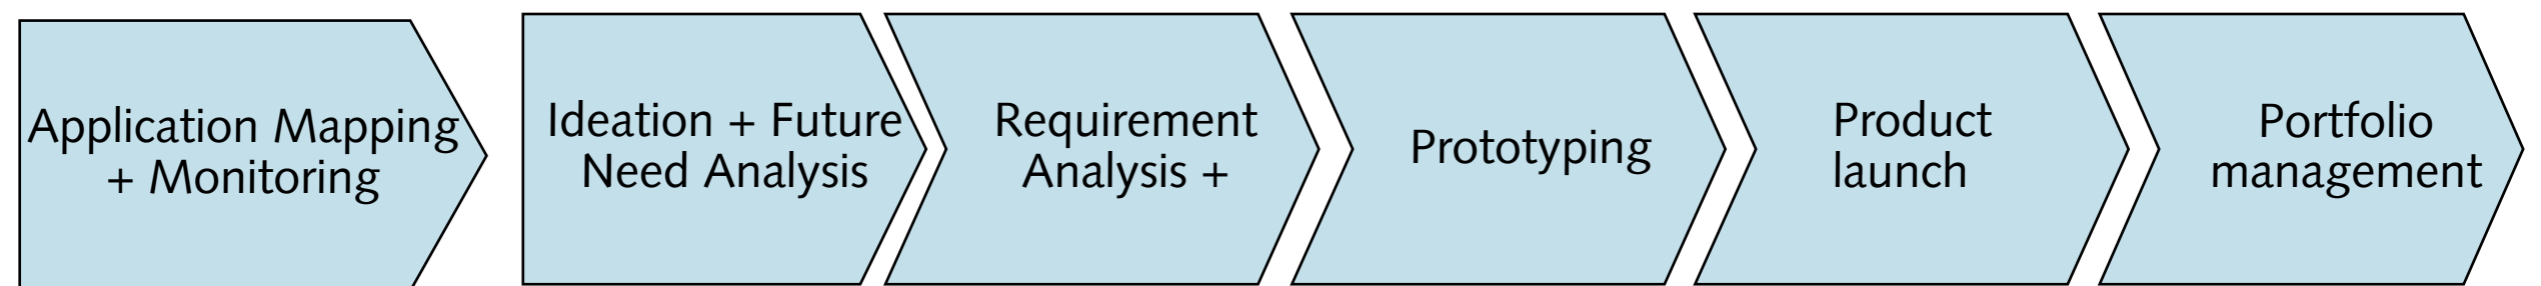 Application Mapping
+ Monitoring
Ideation + Future
Need Analysis
Requirement
Analysis +
Prototyping
Product
launch
Portfolio
management